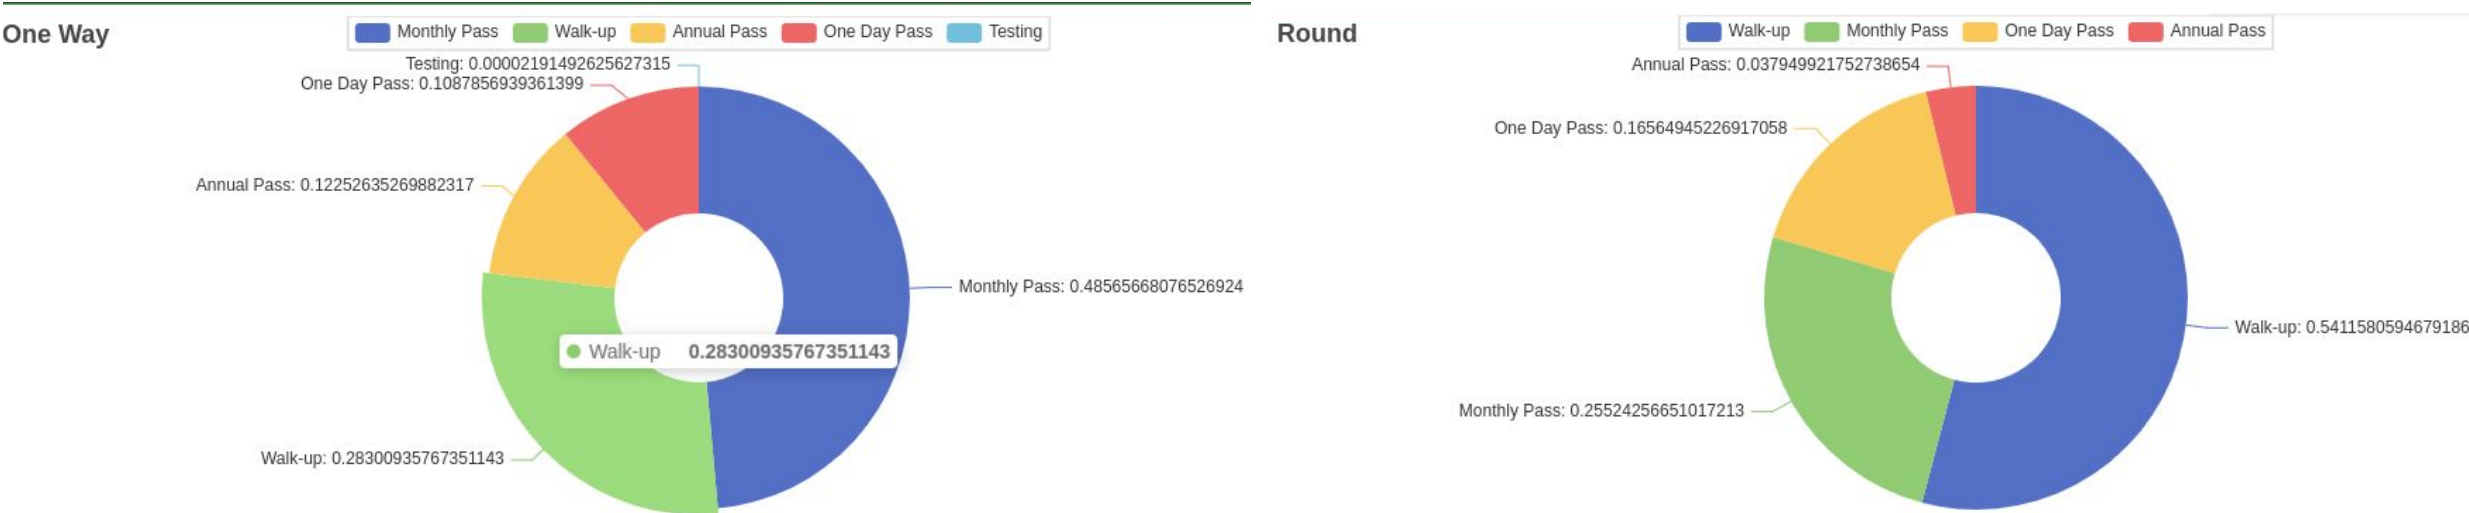 One Way
Monthly Pass Walk-up Annual Pass One Day Pass Testing
Testing: 0.00002191492625627315
One Day Pass: 0.1087856939361399
Annual Pass: 0.12252635269882317
Monthly Pass: 0.48565668076526924
Walk-up 0.28300935767351143
Walk-up: 0.28300935767351143
Round
Walk-up Monthly Pass One Day Pass Annual Pass
Annual Pass: 0.037949921752738654
One Day Pass: 0.16564945226917058
Walk-up: 0.5411580594679186
Monthly Pass: 0.25524256651017213